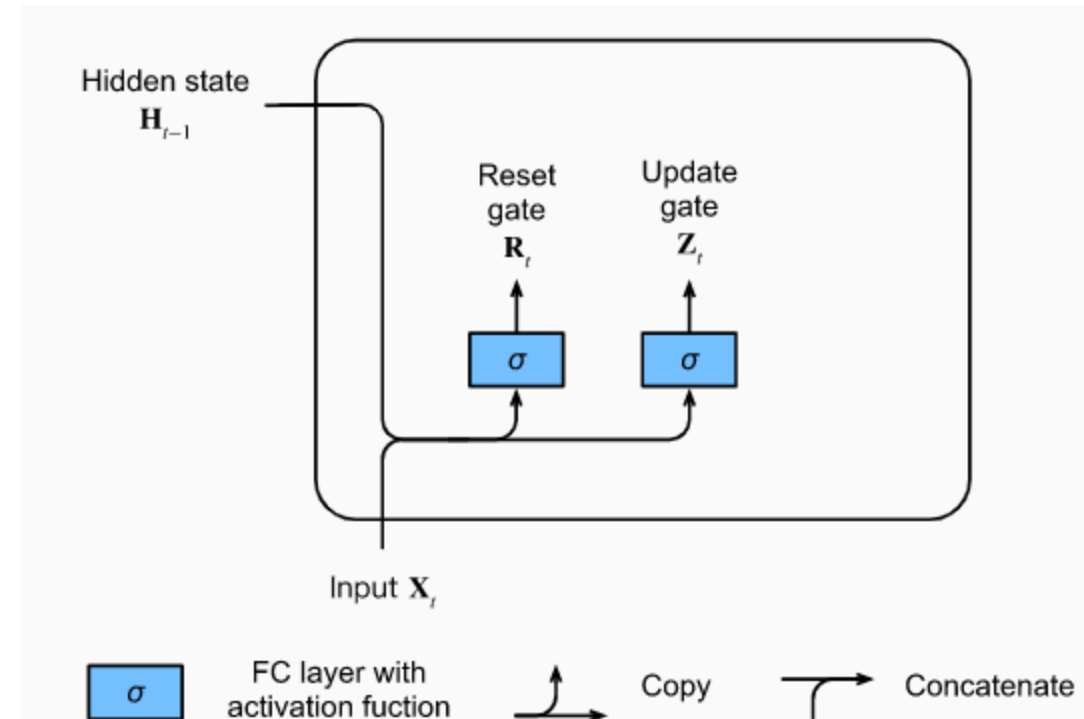 Hidden state
H_{t-1}
Reset
gate
R_t
Update
gate
Z_t
σ
σ
Input X_t
σ
FC layer with
activation fuction
Copy
Concatenate